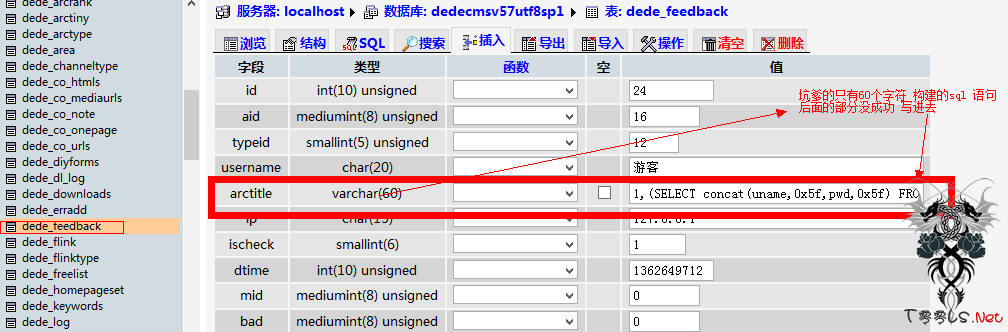 dede_arcrank
dede_arctiny
dede_arctype
dede_area
dede_channeltype
dede_co_htmls
dede_co_mediaurls
dede_co_note
dede_co_onepage
dede_co_urls
dede_diyforms
dede_dl_log
dede_downloads
dede_erradd
dede_feedback
dede_flink
dede_flinktype
dede_freelist
dede_homepageset
dede_keywords
dede_log
服务器: localhost 数据库: dedecmsv57utf8sp1 表: dede_feedback
浏览 结构 SQL 搜索 插入 导出 导入 操作 清空 删除
字段 类型 函数 空 值
id int(10) unsigned 24
aid mediumint(8) unsigned 16
typeid smallint(5) unsigned 12
username char(20) 游客
arctitle varchar(60) 1,(SELECT concat(uname,0x5f,pwd,0x5f) FRO
ip char(15) 127.0.0.1
ischeck smallint(6) 1
dtime int(10) unsigned 1362649712
mid mediumint(8) unsigned 0
bad mediumint(8) unsigned 0
坑爹的只有60个字符 构建的sql 语句
后面的部分没成功 写进去